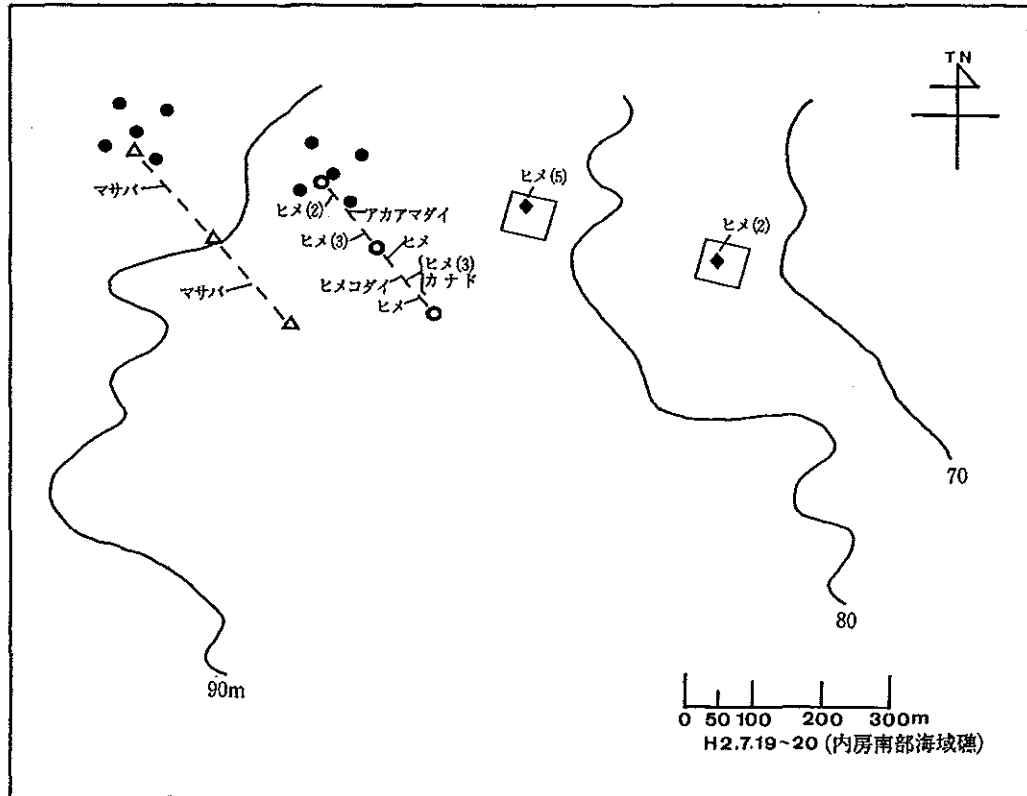 TN
マサバ
マサバ
ヒメ(2)
アカアマダイ
ヒメ(3)
ヒメ
ヒメコダイ
ヒメ(3)
カナド
ヒメ
ヒメ(5)
ヒメ(2)
70
80
90m
0 50 100 200 300m
H2.7.19~20 (内房南部海域礁)